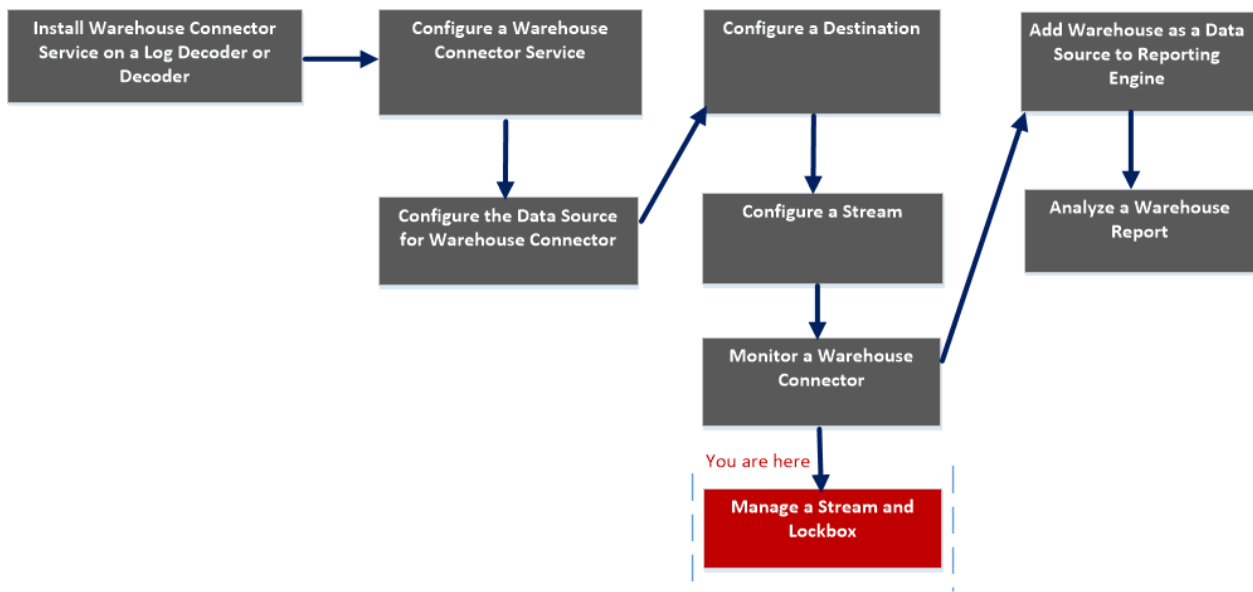 Install Warehouse Connector
Service on a Log Decoder or
Decoder
Configure a Warehouse
Connector Service
Configure the Data Source
for Warehouse Connector
Configure a Destination
Configure a Stream
Monitor a Warehouse
Connector
You are here
Manage a Stream and
Lockbox
Add Warehouse as a Data
Source to Reporting
Engine
Analyze a Warehouse
Report